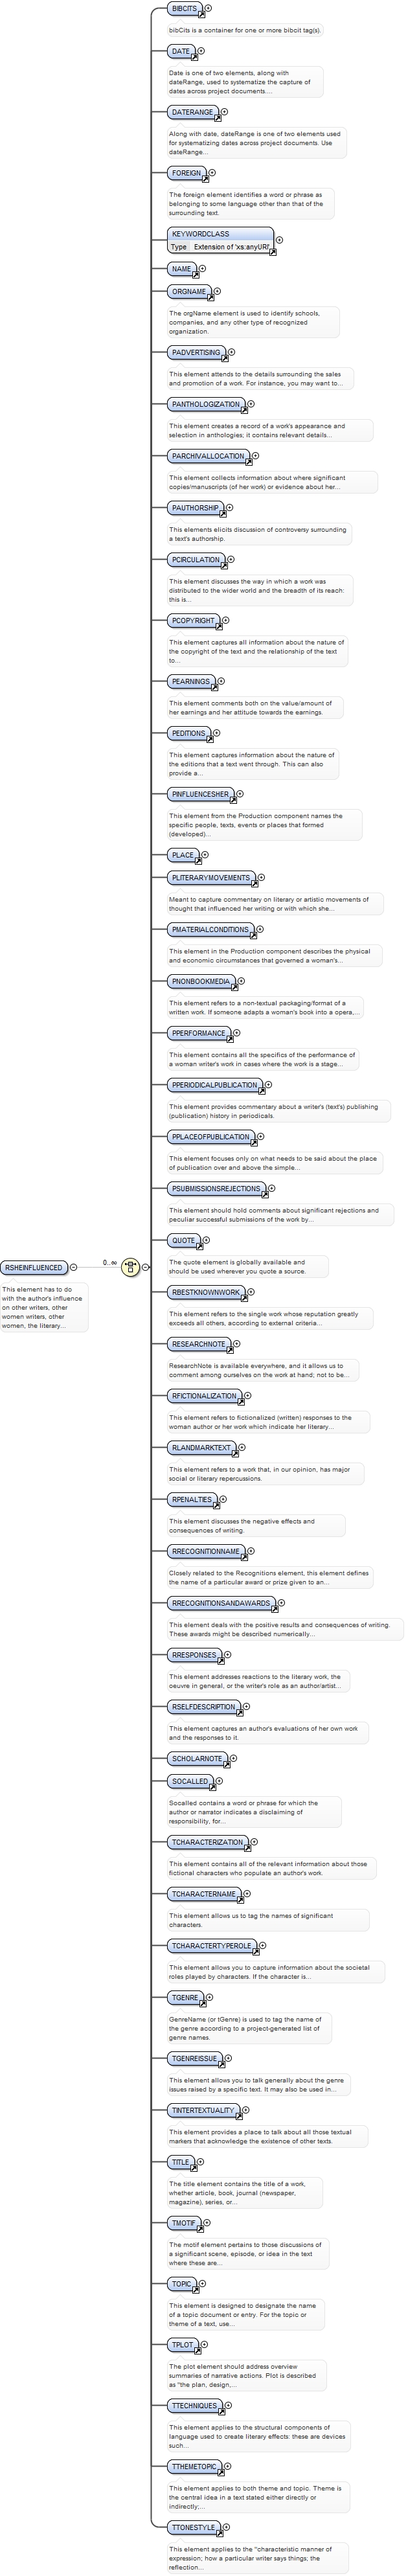 BIBCITS
bibCits is a container for one or more bibcit tag(s).
DATE
Date is one of two elements, along with
dateRange, used to systematize the capture of
dates across project documents....
DATERANGE
Along with date, dateRange is one of two elements used
for systematizing dates across project documents. Use
dateRange...
FOREIGN
The foreign element identifies a word or phrase as
belonging to some language other than that of the
surrounding text.
KEYWORDCLASS
Type Extension of 'xs:anyURI'
NAME
ORGNAME
The orgName element is used to identify schools,
companies, and any other type of recognized
organization.
PADVERTISING
This element attends to the details surrounding the sales
and promotion of a work. For instance, you may want to...
PANTHOLOGIZATION
This element creates a record of a work's appearance and
selection in anthologies; it contains relevant details...
PARCHIVALLOCATION
This element collects information about where significant
copies/manuscripts (of her work) or evidence about her...
PAUTHORSHIP
This elements elicits discussion of controversy surrounding
a text's authorship.
PCIRCULATION
This element discusses the way in which a work was
distributed to the wider world and the breadth of its reach:
this is...
PCOPYRIGHT
This element captures all information about the nature of
the copyright of the text and the relationship of the text
to...
PEARNINGS
This element comments both on the value/amount of
her earnings and her attitude towards the earnings.
PEDITIONS
This element captures information about the nature of
the editions that a text went through. This can also
provide a...
PINFLUENCESHER
This element from the Production component names the
specific people, texts, events or places that formed
(developed)...
PLACE
PLITERARYMOVEMENTS
Meant to capture commentary on literary or artistic movements of
thought that influenced her writing or with which she...
PMATERIALCONDITIONS
This element in the Production component describes the physical
and economic circumstances that governed a woman's...
PNONBOOKMEDIA
This element refers to a non-textual packaging/format of a
written work. If someone adapts a woman's book into a opera,...
PPERFORMANCE
This element contains all the specifics of the performance of
a woman writer's work in cases where the work is a stage...
PPERIODICALPUBLICATION
This element provides commentary about a writer's (text's) publishing
(publication) history in periodicals.
PPLACEOFPUBLICATION
This element focuses only on what needs to be said about the place
of publication over and above the simple...
PSUBMISSIONSREJECTIONS
This element should hold comments about significant rejections and
peculiar successful submissions of the work by...
QUOTE
The quote element is globally available and
should be used wherever you quote a source.
RSHEINFLUENCED
0..∞
This element has to do
with the author's influence
on other writers, other
women writers, other
women, the literary...
RBESTKNOWNWORK
This element refers to the single work whose reputation greatly
exceeds all others, according to external criteria...
RESEARCHNOTE
ResearchNote is available everywhere, and it allows us to
comment among ourselves on the work at hand; not to be...
RFICTIONALIZATION
This element refers to fictionalized (written) responses to the
woman author or her work which indicate her literary...
RLANDMARKTEXT
This element refers to a work that, in our opinion, has major
social or literary repercussions.
RPENALTIES
This element discusses the negative effects and
consequences of writing.
RRECOGNITIONNAME
Closely related to the Recognitions element, this element defines
the name of a particular award or prize given to an...
RRECOGNITIONSANDAWARDS
This element deals with the positive results and consequences of writing.
These awards might be described numerically...
RRESPONSES
This element addresses reactions to the literary work, the
oeuvre in general, or the writer's role as an author/artist...
RSELFDESCRIPTION
This element captures an author's evaluations of her own work
and the responses to it.
SCHOLARNOTE
SOCALLED
Socalled contains a word or phrase for which the
author or narrator indicates a disclaiming of
responsibility, for...
TCHARACTERIZATION
This element contains all of the relevant information about those
fictional characters who populate an author's work.
TCHARACTERNAME
This element allows us to tag the names of significant
characters.
TCHARACTERTYPEROLE
This element allows you to capture information about the societal
roles played by characters. If the character is...
TGENRE
GenreName (or tGenre) is used to tag the name of
the genre according to a project-generated list of
genre names.
TGENREISSUE
This element allows you to talk generally about the genre
issues raised by a specific text. It may also be used in...
TINTERTEXTUALITY
This element provides a place to talk about all those textual
markers that acknowledge the existence of other texts.
TITLE
The title element contains the title of a work,
whether article, book, journal (newspaper,
magazine), series, or...
TMOTIF
The motif element pertains to those discussions of
a significant scene, episode, or idea in the text
where these are...
TOPIC
This element is designed to designate the name
of a topic document or entry. For the topic or
theme of a text, use...
TPLOT
The plot element should address overview
summaries of narrative actions. Plot is described
as "the plan, design,...
TTECHNIQUES
This element applies to the structural components of
language used to create literary effects: these are devices
such...
TTHEMETOPIC
This element applies to both theme and topic. Theme is
the central idea in a text stated either directly or
indirectly;...
TTONESTYLE
This element applies to the "characteristic manner of
expression; how a particular writer says things; the
reflection...